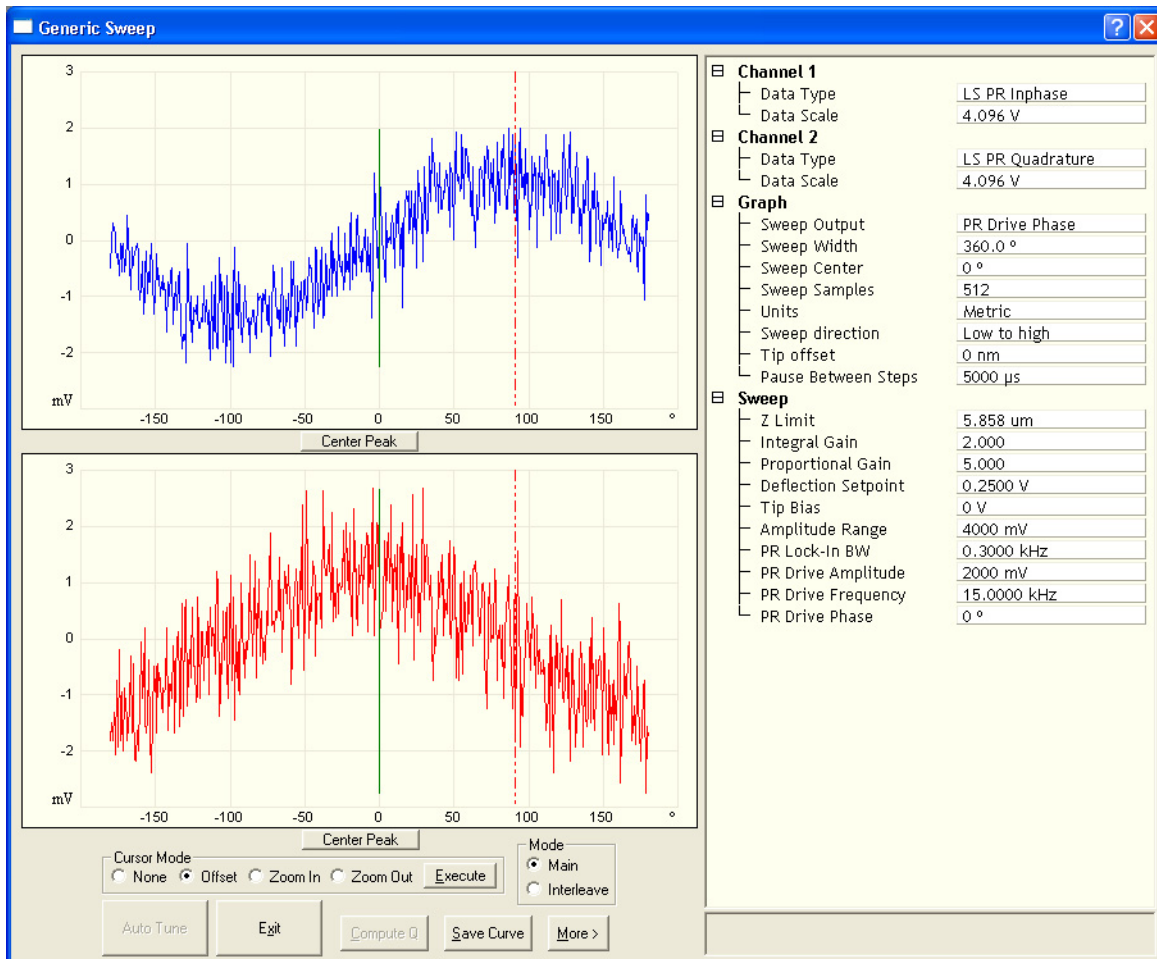 Generic Sweep
3
2
1
0
-1
-2
mV
-150
-100
-50
0
50
100
150
º
Center Peak
3
2
1
0
-1
-2
mV
-150
-100
-50
0
50
100
150
º
Center Peak
Cursor Mode
None
Offset
Zoom In
Zoom Out
Execute
Mode
Main
Interleave
Auto Tune
Exit
Compute Q
Save Curve
More >
Channel 1
Data Type LS PR Inphase
Data Scale 4.096 V
Channel 2
Data Type LS PR Quadrature
Data Scale 4.096 V
Graph
Sweep Output PR Drive Phase
Sweep Width 360.0 º
Sweep Center 0 º
Sweep Samples 512
Units Metric
Sweep direction Low to high
Tip offset 0 nm
Pause Between Steps 5000 µs
Sweep
Z Limit 5.858 um
Integral Gain 2.000
Proportional Gain 5.000
Deflection Setpoint 0.2500 V
Tip Bias 0 V
Amplitude Range 4000 mV
PR Lock-In BW 0.3000 kHz
PR Drive Amplitude 2000 mV
PR Drive Frequency 15.0000 kHz
PR Drive Phase 0 º